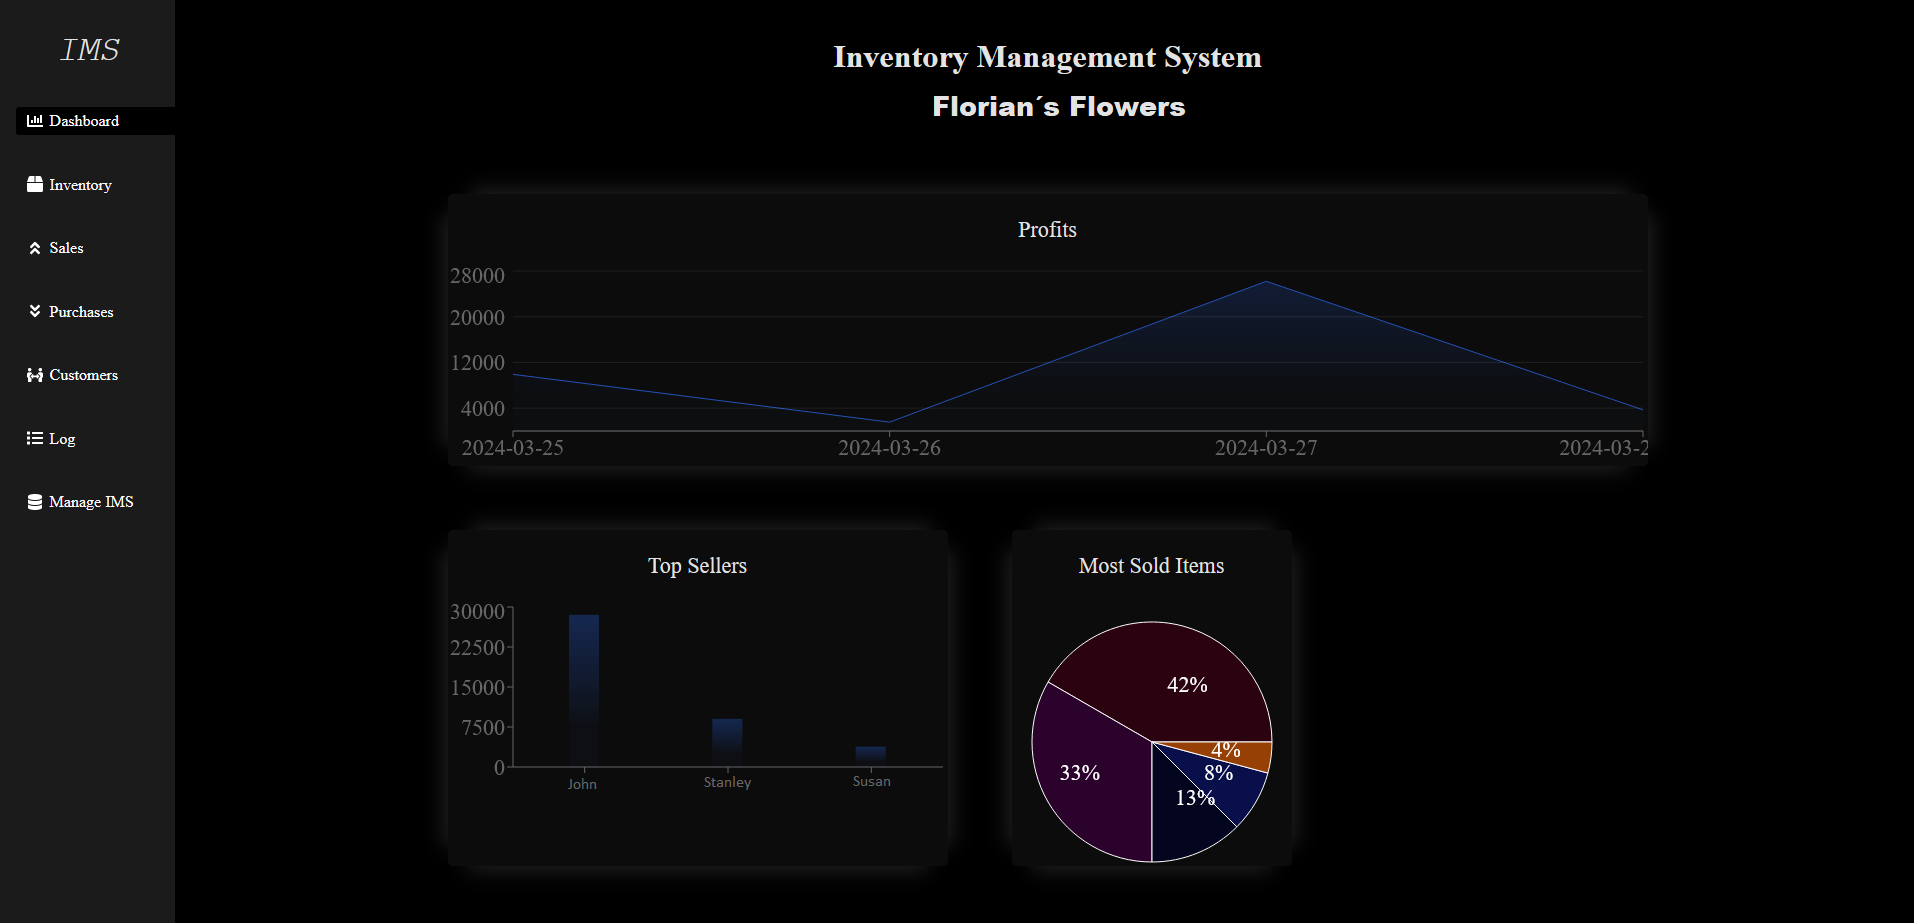 IMS
Dashboard
Inventory
Sales
Purchases
Customers
Log
Manage IMS
Inventory Management System
Florian´s Flowers
Profits
28000
20000
12000
4000
2024-03-25 2024-03-26 2024-03-27 2024-03-2
Top Sellers
30000
22500
15000
7500
0
John Stanley Susan
Most Sold Items
42%
4%
33% 8%
13%